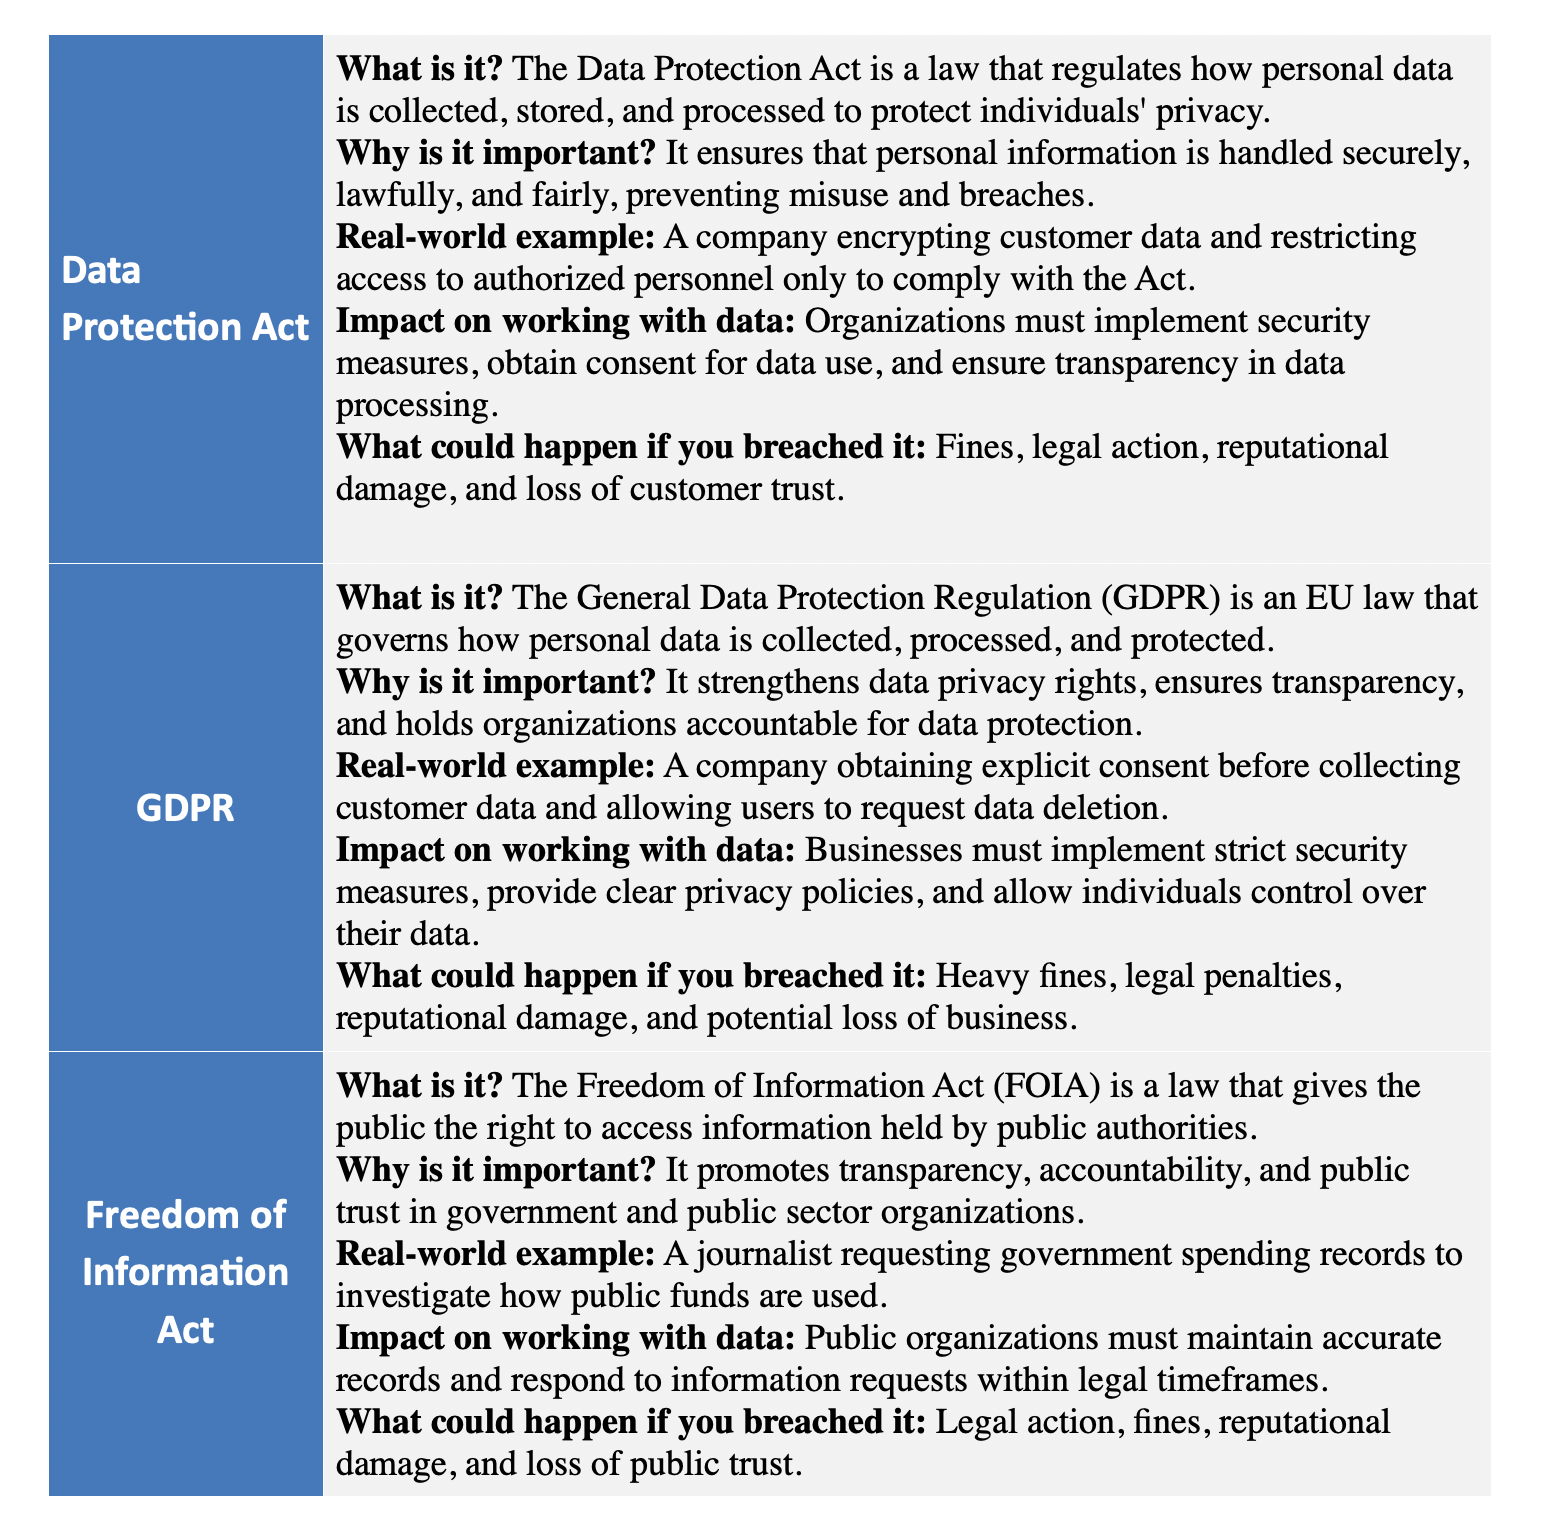 Data
Protection Act
What is it? The Data Protection Act is a law that regulates how personal data
is collected, stored, and processed to protect individuals' privacy.
Why is it important? It ensures that personal information is handled securely,
lawfully, and fairly, preventing misuse and breaches.
Real-world example: A company encrypting customer data and restricting
access to authorized personnel only to comply with the Act.
Impact on working with data: Organizations must implement security
measures, obtain consent for data use, and ensure transparency in data
processing.
What could happen if you breached it: Fines, legal action, reputational
damage, and loss of customer trust.
GDPR
What is it? The General Data Protection Regulation (GDPR) is an EU law that
governs how personal data is collected, processed, and protected.
Why is it important? It strengthens data privacy rights, ensures transparency,
and holds organizations accountable for data protection.
Real-world example: A company obtaining explicit consent before collecting
customer data and allowing users to request data deletion.
Impact on working with data: Businesses must implement strict security
measures, provide clear privacy policies, and allow individuals control over
their data.
What could happen if you breached it: Heavy fines, legal penalties,
reputational damage, and potential loss of business.
Freedom of
Information
Act
What is it? The Freedom of Information Act (FOIA) is a law that gives the
public the right to access information held by public authorities.
Why is it important? It promotes transparency, accountability, and public
trust in government and public sector organizations.
Real-world example: A journalist requesting government spending records to
investigate how public funds are used.
Impact on working with data: Public organizations must maintain accurate
records and respond to information requests within legal timeframes.
What could happen if you breached it: Legal action, fines, reputational
damage, and loss of public trust.